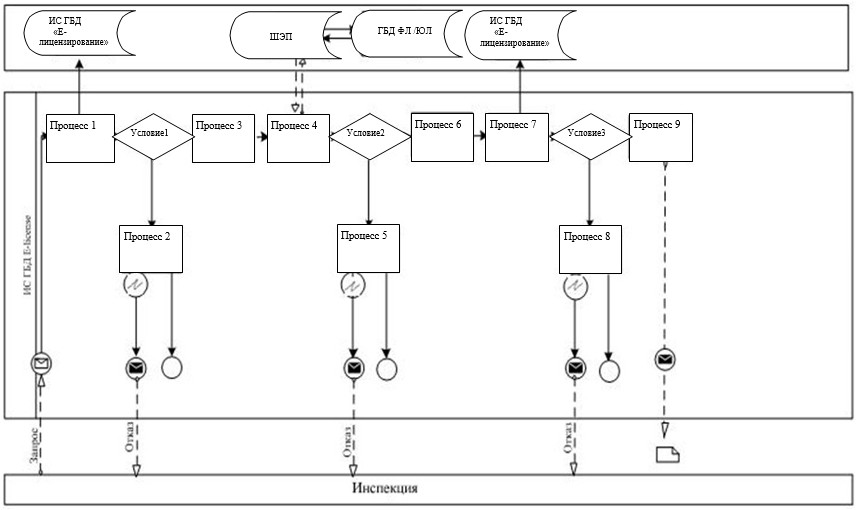 ИС ГБД
«Е-
лицензирование»
ШЭП
ГБД ФЛ /ЮЛ
ИС ГБД
«Е-
лицензирование»
Процесс 1
Условие1
Процесс 3
Процесс 4
Условие2
Процесс 6
Процесс 7
Условие3
Процесс 9
Процесс 2
Процесс 5
Процесс 8
ИС ГБД E-license
Запрос
Отказ
Отказ
Отказ
Инспекция